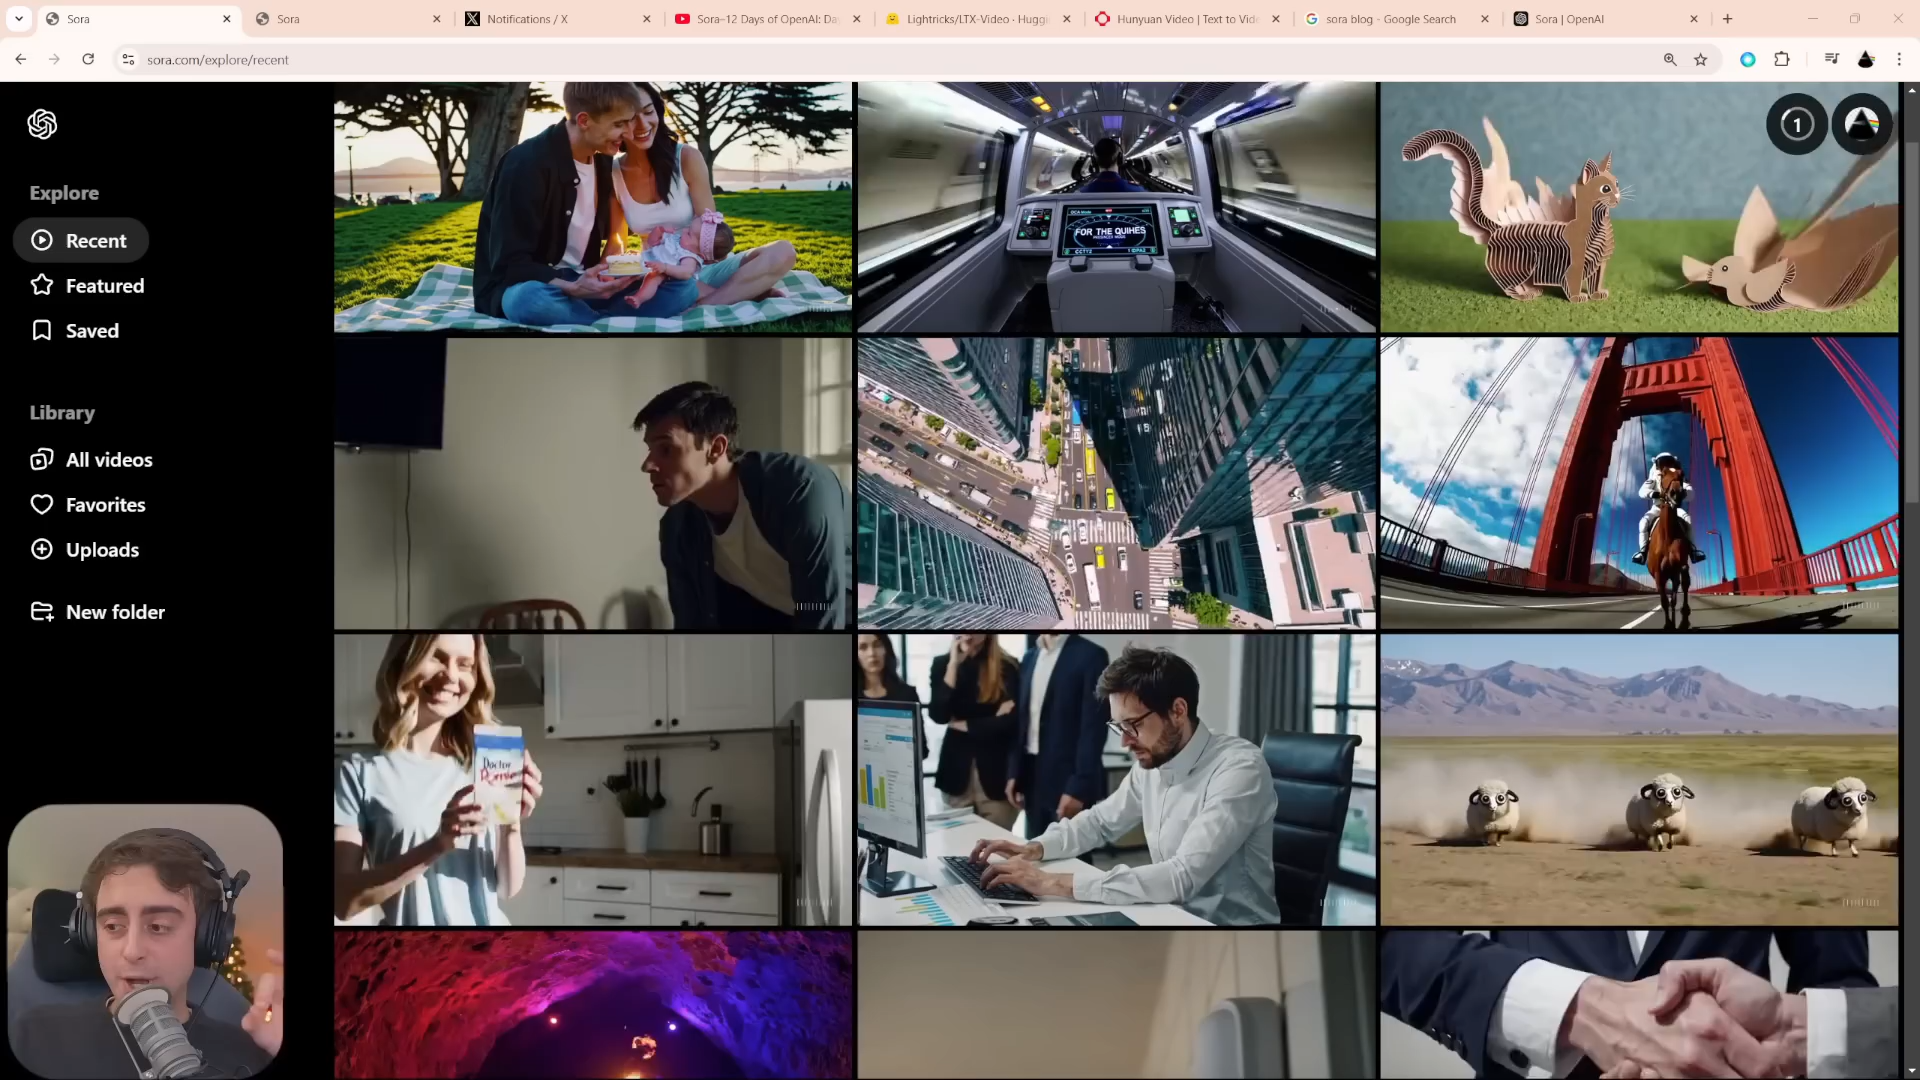 Sora
Sora
Notifications / X
Sora–12 Days of OpenAI: Da
Lightricks/LTX-Video · Huggi
Hunyuan Video | Text to Vid
sora blog - Google Search
Sora | OpenAI
sora.com/explore/recent
1
Explore
Recent
Featured
Saved
Library
All videos
Favorites
Uploads
New folder
FOR THE QUIHES
Doctor